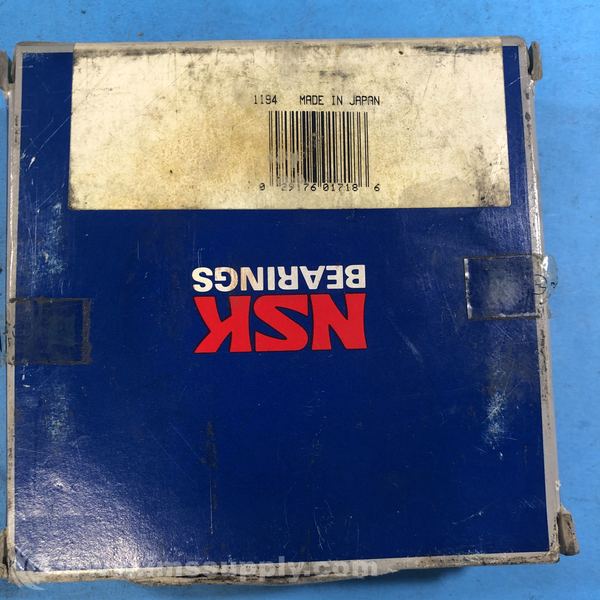 1194 MADE IN JAPAN
0 29176 01718 6
BEARINGS
NSK